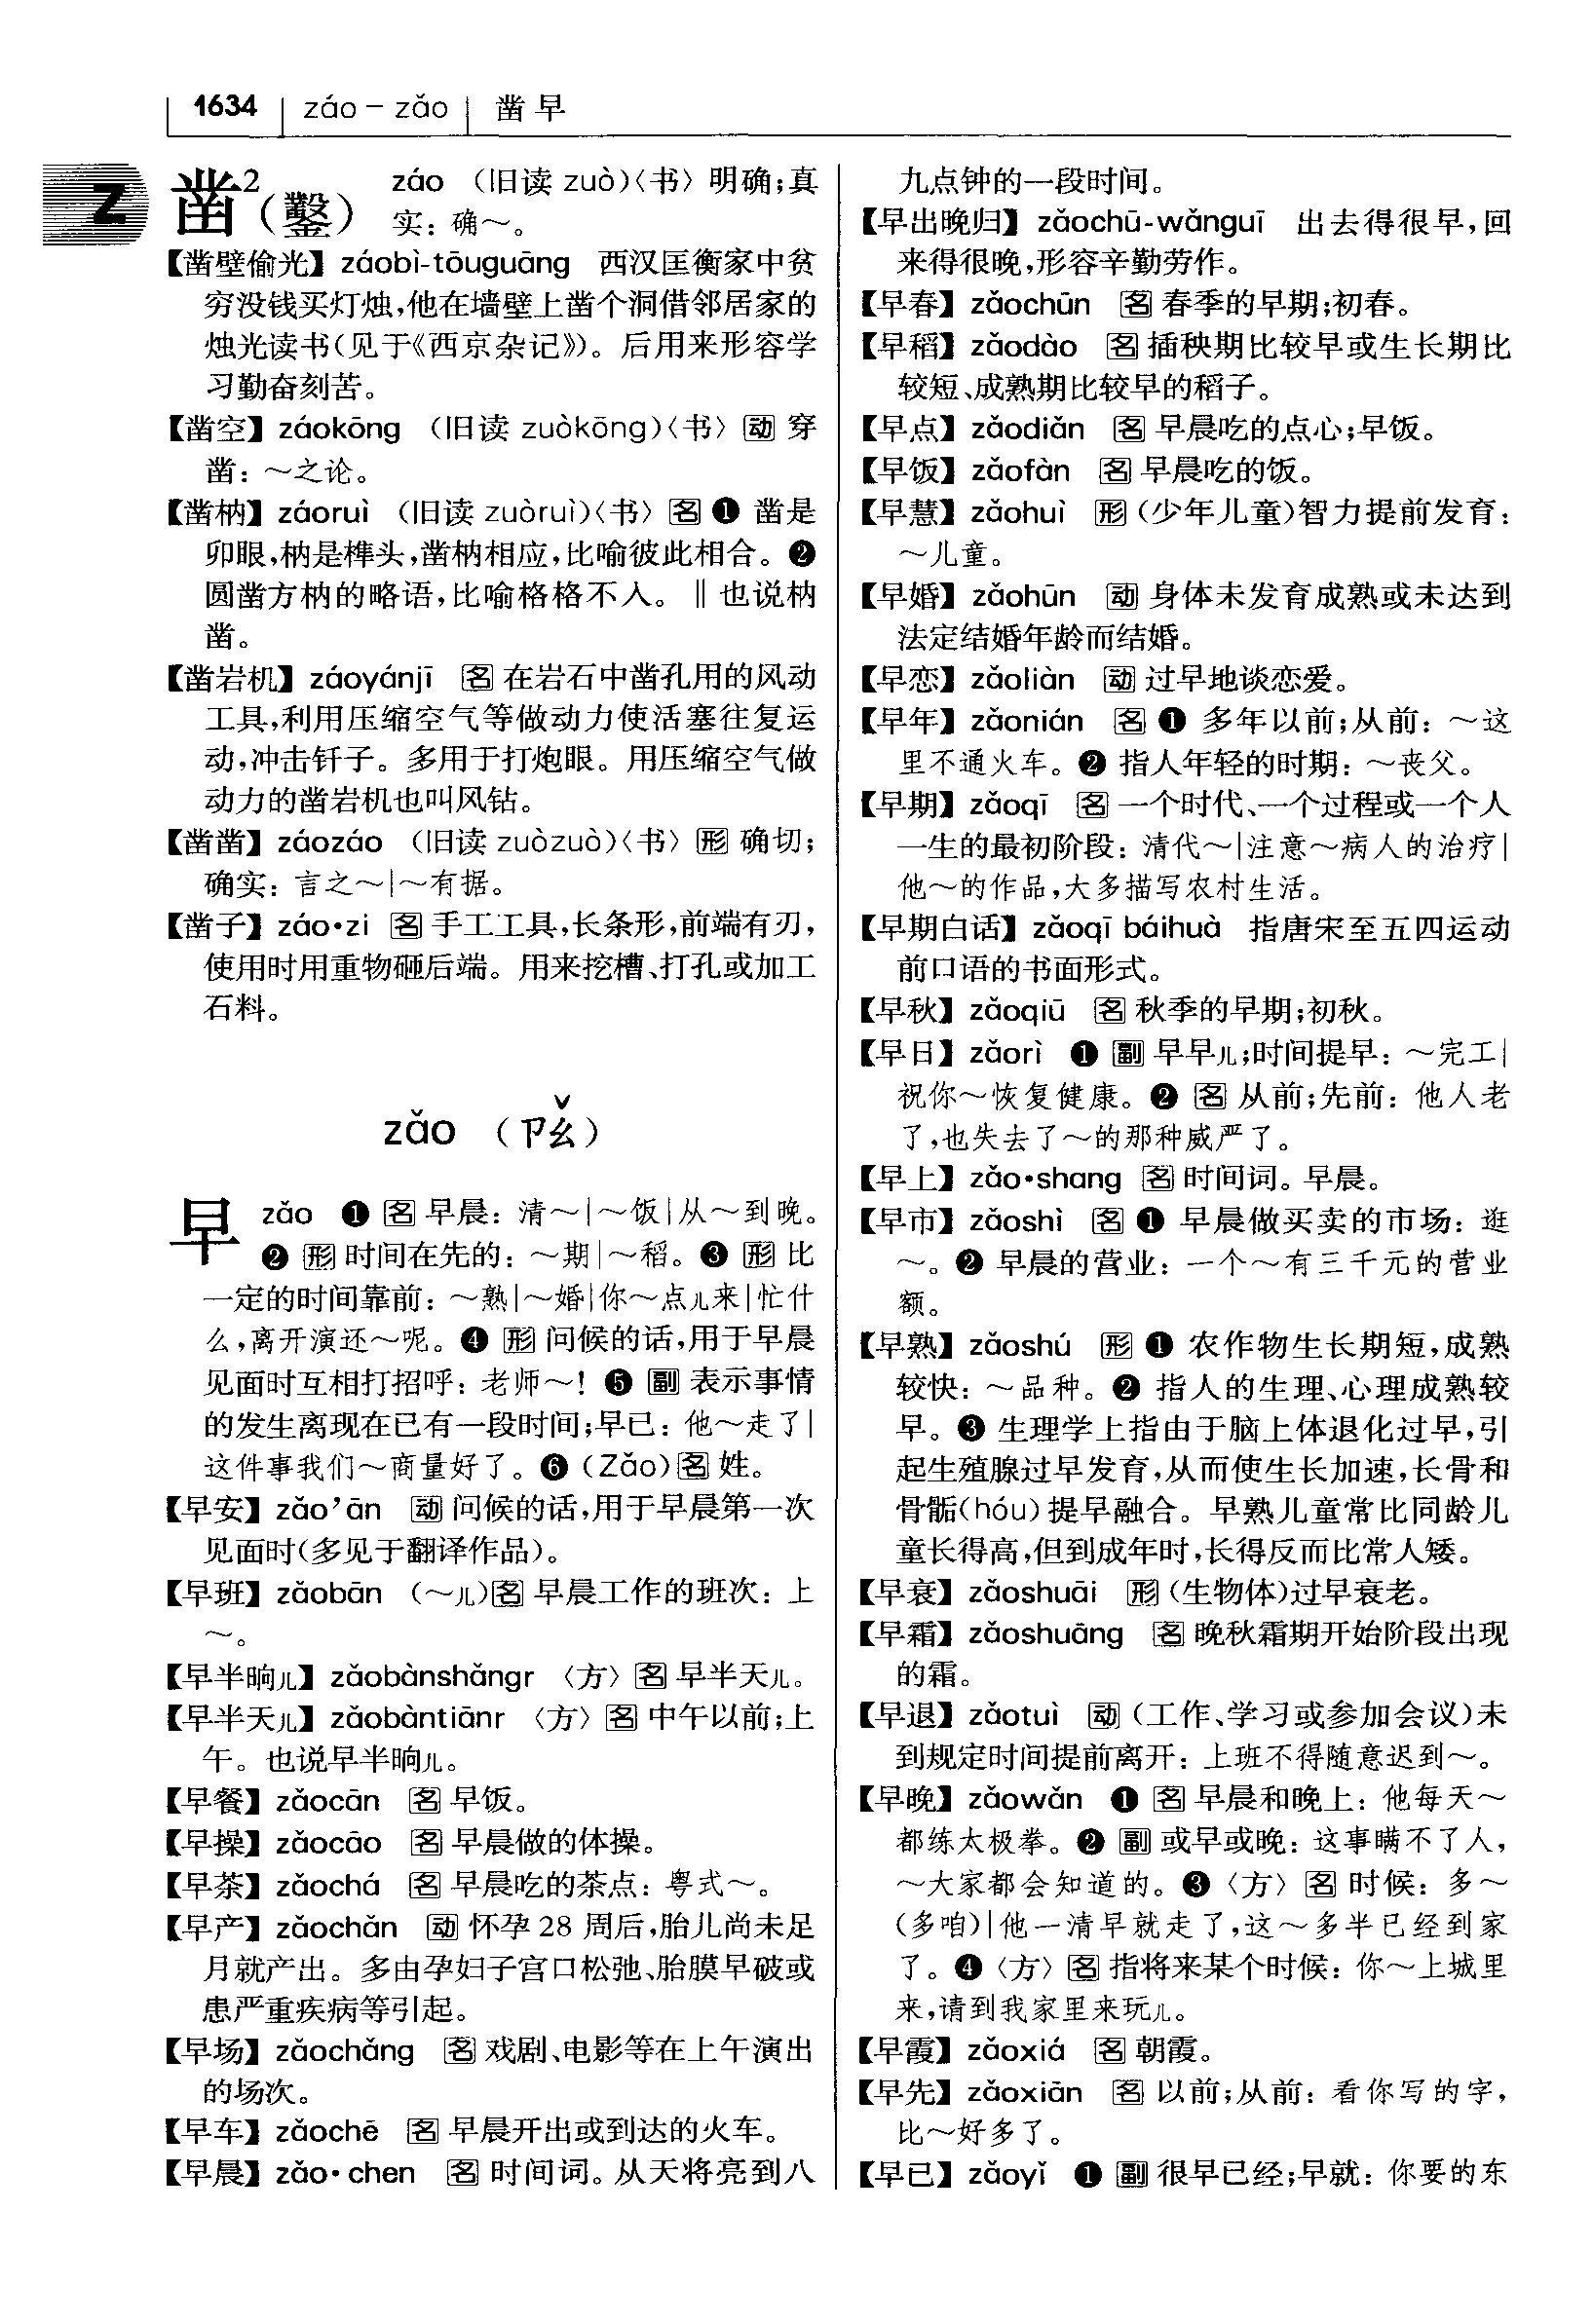 1634 záo－zǎo 凿早
Z
凿²(鑿) záo （旧读 zuò）〈书〉明确；真
实：确～。
【凿壁偷光】záobì-tōuguāng 西汉匡衡家中贫
穷没钱买灯烛，他在墙壁上凿个洞借邻居家的
烛光读书（见于《西京杂记》）。后用来形容学
习勤奋刻苦。
【凿空】záokōng （旧读 zuòkōng）〈书〉动 穿
凿：～之论。
【凿枘】záoruì （旧读 zuòruì）〈书〉名 ❶ 凿是
卯眼，枘是榫头，凿枘相应，比喻彼此相合。❷
圆凿方枘的略语，比喻格格不入。‖ 也说枘
凿。
【凿岩机】záoyánjī 名 在岩石中凿孔用的风动
工具，利用压缩空气等做动力使活塞往复运
动，冲击钎子。多用于打炮眼。用压缩空气做
动力的凿岩机也叫风钻。
【凿凿】záozáo （旧读 zuòzuò）〈书〉形 确切；
确实：言之～|～有据。
【凿子】záo·zi 名 手工工具，长条形，前端有刃，
使用时用重物砸后端。用来挖槽、打孔或加工
石料。
zǎo （ㄗㄠˇ）
早 zǎo ❶ 名 早晨：清～|～饭|从～到晚。
❷ 形 时间在先的：～期|～稻。❸ 形 比
一定的时间靠前：～熟|～婚|你～点儿来|忙什
么，离开演还～呢。❹ 形 问候的话，用于早晨
见面时互相打招呼：老师～！❺ 副 表示事情
的发生离现在已有一段时间；早已：他～走了|
这件事我们～商量好了。❻ （Zǎo）名 姓。
【早安】zǎo’ān 动 问候的话，用于早晨第一次
见面时（多见于翻译作品）。
【早班】zǎobān （～儿）名 早晨工作的班次：上
～。
【早半晌儿】zǎobànshǎngr 〈方〉名 早半天儿。
【早半天儿】zǎobàntiānr 〈方〉名 中午以前；上
午。也说早半晌儿。
【早餐】zǎocān 名 早饭。
【早操】zǎocāo 名 早晨做的体操。
【早茶】zǎochá 名 早晨吃的茶点：粤式～。
【早产】zǎochǎn 动 怀孕 28 周后，胎儿尚未足
月就产出。多由孕妇子宫口松弛、胎膜早破或
患严重疾病等引起。
【早场】zǎochǎng 名 戏剧、电影等在上午演出
的场次。
【早车】zǎochē 名 早晨开出或到达的火车。
【早晨】zǎo·chen 名 时间词。从天将亮到八
九点钟的一段时间。
【早出晚归】zǎochū-wǎnguī 出去得很早，回
来得很晚，形容辛勤劳作。
【早春】zǎochūn 名 春季的早期；初春。
【早稻】zǎodào 名 插秧期比较早或生长期比
较短、成熟期比较早的稻子。
【早点】zǎodiǎn 名 早晨吃的点心；早饭。
【早饭】zǎofàn 名 早晨吃的饭。
【早慧】zǎohuì 形 （少年儿童）智力提前发育：
～儿童。
【早婚】zǎohūn 动 身体未发育成熟或未达到
法定结婚年龄而结婚。
【早恋】zǎoliàn 动 过早地谈恋爱。
【早年】zǎonián 名 ❶ 多年以前；从前：～这
里不通火车。❷ 指人年轻的时期：～丧父。
【早期】zǎoqī 名 一个时代、一个过程或一个人
一生的最初阶段：清代～|注意～病人的治疗|
他～的作品，大多描写农村生活。
【早期白话】zǎoqī báihuà 指唐宋至五四运动
前口语的书面形式。
【早秋】zǎoqiū 名 秋季的早期；初秋。
【早日】zǎorì ❶ 副 早早儿；时间提早：～完工|
祝你～恢复健康。❷ 名 从前；先前：他人老
了，也失去了～的那种威严了。
【早上】zǎo·shang 名 时间词。早晨。
【早市】zǎoshì 名 ❶ 早晨做买卖的市场：逛
～。❷ 早晨的营业：一个～有三千元的营业
额。
【早熟】zǎoshú 形 ❶ 农作物生长期短，成熟
较快：～品种。❷ 指人的生理、心理成熟较
早。❸ 生理学上指由于脑上体退化过早，引
起生殖腺过早发育，从而使生长加速，长骨和
骨骺（hóu）提早融合。早熟儿童常比同龄儿
童长得高，但到成年时，长得反而比常人矮。
【早衰】zǎoshuāi 形 （生物体）过早衰老。
【早霜】zǎoshuāng 名 晚秋霜期开始阶段出现
的霜。
【早退】zǎotuì 动 （工作、学习或参加会议）未
到规定时间提前离开：上班不得随意迟到～。
【早晚】zǎowǎn ❶ 名 早晨和晚上：他每天～
都练太极拳。❷ 副 或早或晚：这事瞒不了人，
～大家都会知道的。❸ 〈方〉名 时候：多～
（多咱）|他一清早就走了，这～多半已经到家
了。❹ 〈方〉名 指将来某个时候：你～上城里
来，请到我家里来玩儿。
【早霞】zǎoxiá 名 朝霞。
【早先】zǎoxiān 名 以前；从前：看你写的字，
比～好多了。
【早已】zǎoyǐ ❶ 副 很早已经；早就：你要的东